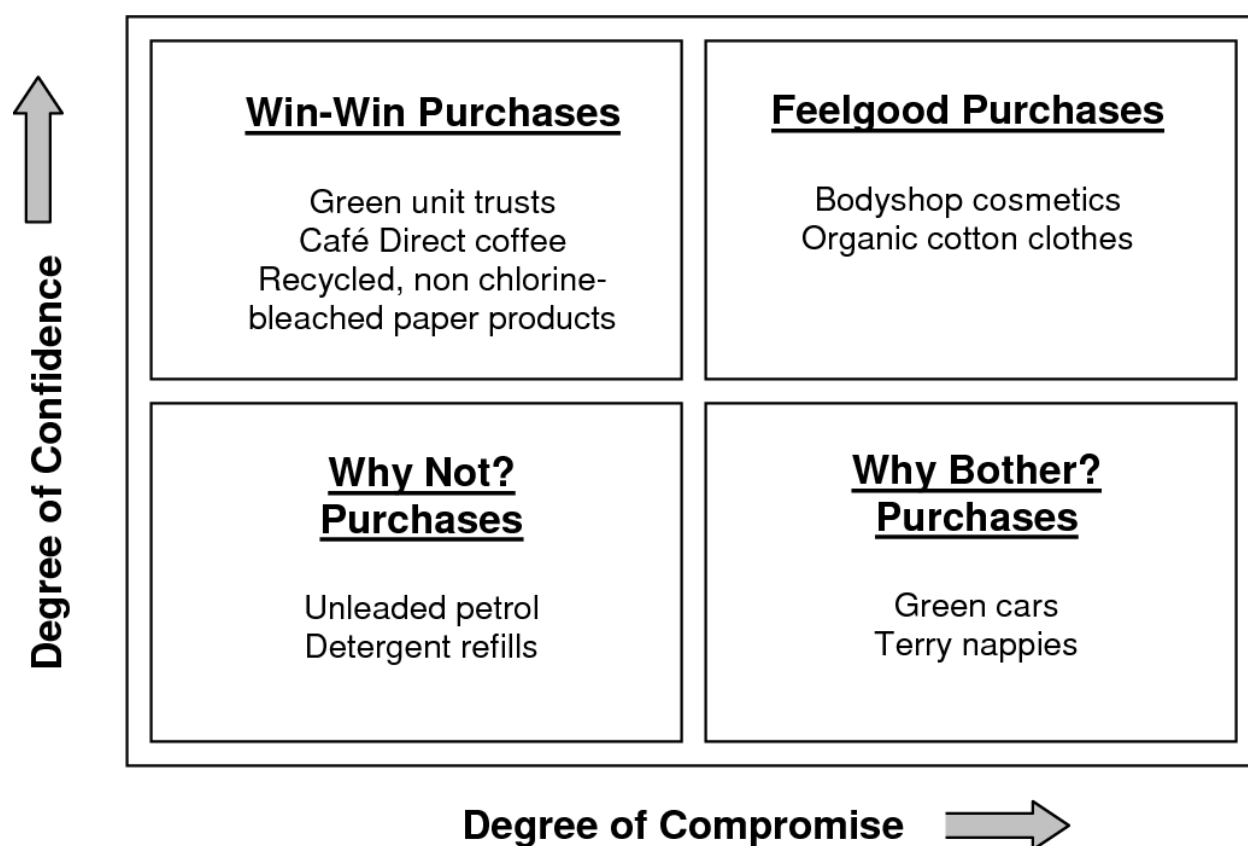 Win-Win Purchases
Green unit trusts
Café Direct coffee
Recycled, non chlorine-
bleached paper products
Feelgood Purchases
Bodyshop cosmetics
Organic cotton clothes
Why Not?
Purchases
Unleaded petrol
Detergent refills
Why Bother?
Purchases
Green cars
Terry nappies
Degree of Confidence
Degree of Compromise